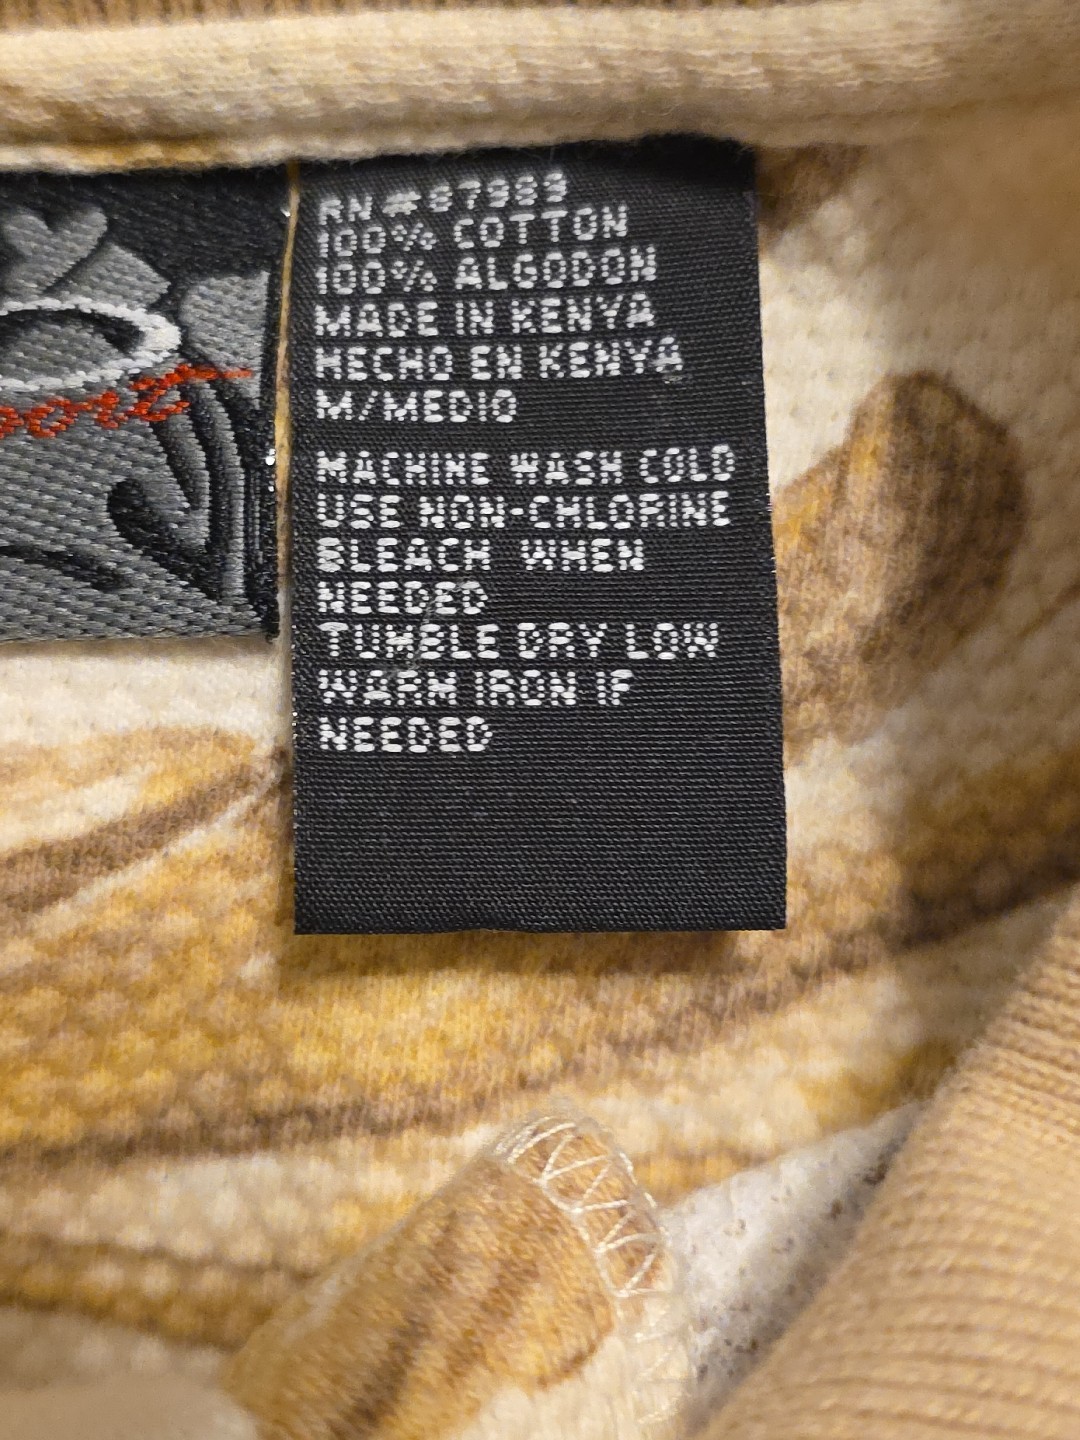 RN#87989
100% COTTON
100% ALGODON
MADE IN KENYA
HECHO EN KENYA
M/MEDIO
MACHINE WASH COLD
USE NON-CHLORINE
BLEACH WHEN
NEEDED
TUMBLE DRY LOW
WARM IRON IF
NEEDED